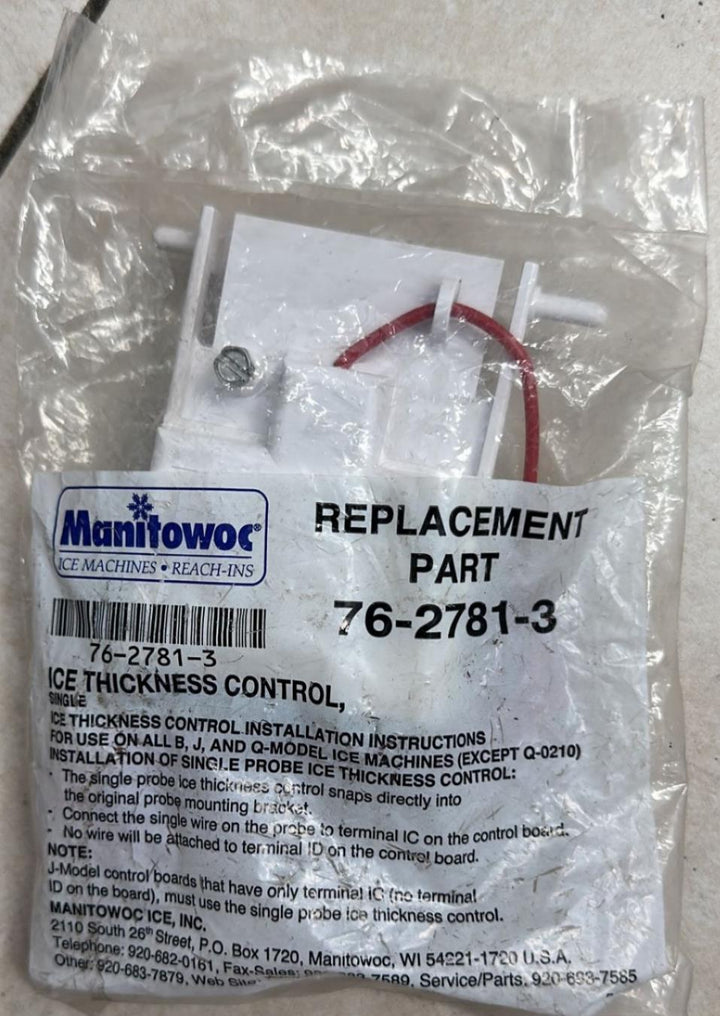 Manitowoc®
ICE MACHINES • REACH-INS
REPLACEMENT
PART
76-2781-3
76-2781-3
ICE THICKNESS CONTROL,
SINGLE
ICE THICKNESS CONTROL INSTALLATION INSTRUCTIONS
FOR USE ON ALL B, J, AND Q-MODEL ICE MACHINES (EXCEPT Q-0210)
INSTALLATION OF SINGLE PROBE ICE THICKNESS CONTROL:
- The single probe ice thickness control snaps directly into
the original probe mounting bracket.
- Connect the single wire on the probe to terminal IC on the control board.
- No wire will be attached to terminal ID on the control board.
NOTE:
J-Model control boards that have only terminal IC (no terminal
ID on the board), must use the single probe ice thickness control.
MANITOWOC ICE, INC.
2110 South 26th Street, P.O. Box 1720, Manitowoc, WI 54221-1720 U.S.A.
Telephone: 920-682-0161, Fax-Sales: 7589, Service/Parts, 920-683-7585
Other: 920-683-7879, Web Site: